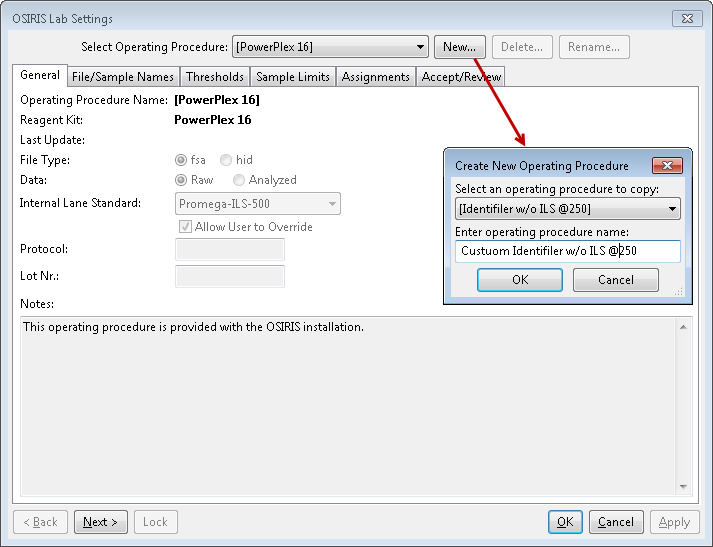 OSIRIS Lab Settings
Select Operating Procedure: [PowerPlex 16] New... Delete... Rename...
General File/Sample Names Thresholds Sample Limits Assignments Accept/Review
Operating Procedure Name: [PowerPlex 16]
Reagent Kit: PowerPlex 16
Last Update:
File Type: fsa hid
Data: Raw Analyzed
Internal Lane Standard: Promega-ILS-500
Allow User to Override
Protocol:
Lot Nr.:
Notes:
This operating procedure is provided with the OSIRIS installation.
Create New Operating Procedure
Select an operating procedure to copy:
[Identifiler w/o ILS @250]
Enter operating procedure name:
Custuom Identifiler w/o ILS @250
OK Cancel
< Back Next > Lock OK Cancel Apply